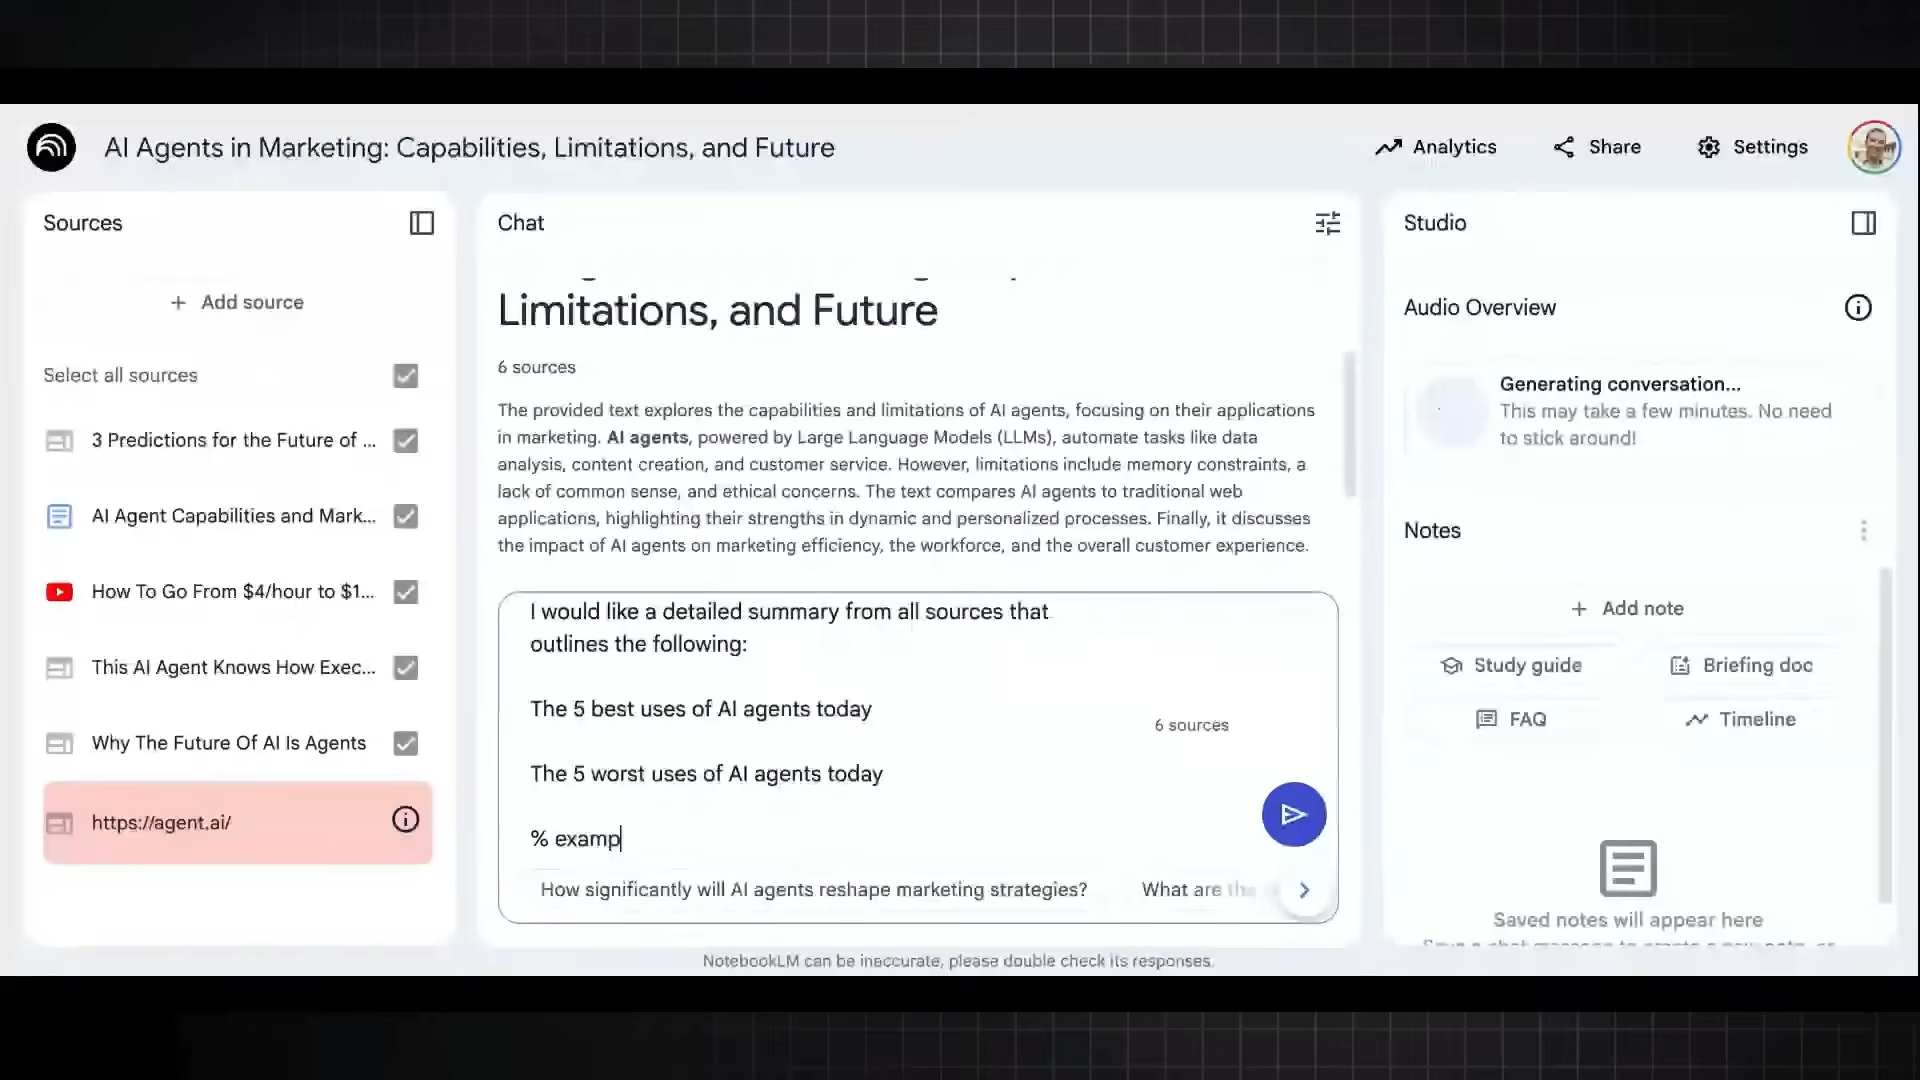 AI Agents in Marketing: Capabilities, Limitations, and Future
Analytics
Share
Settings
Sources
Add source
Select all sources
3 Predictions for the Future of ...
AI Agent Capabilities and Mark...
How To Go From $4/hour to $1...
This AI Agent Knows How Exec...
Why The Future Of AI Is Agents
https://agent.ai/
Chat
Limitations, and Future
6 sources
The provided text explores the capabilities and limitations of AI agents, focusing on their applications
in marketing. AI agents, powered by Large Language Models (LLMs), automate tasks like data
analysis, content creation, and customer service. However, limitations include memory constraints, a
lack of common sense, and ethical concerns. The text compares AI agents to traditional web
applications, highlighting their strengths in dynamic and personalized processes. Finally, it discusses
the impact of AI agents on marketing efficiency, the workforce, and the overall customer experience.
I would like a detailed summary from all sources that
outlines the following:
The 5 best uses of AI agents today
6 sources
The 5 worst uses of AI agents today
% examp
How significantly will AI agents reshape marketing strategies?
What are the
NotebookLM can be inaccurate, please double check its responses.
Studio
Audio Overview
Generating conversation...
This may take a few minutes. No need
to stick around!
Notes
Add note
Study guide
Briefing doc
FAQ
Timeline
Saved notes will appear here